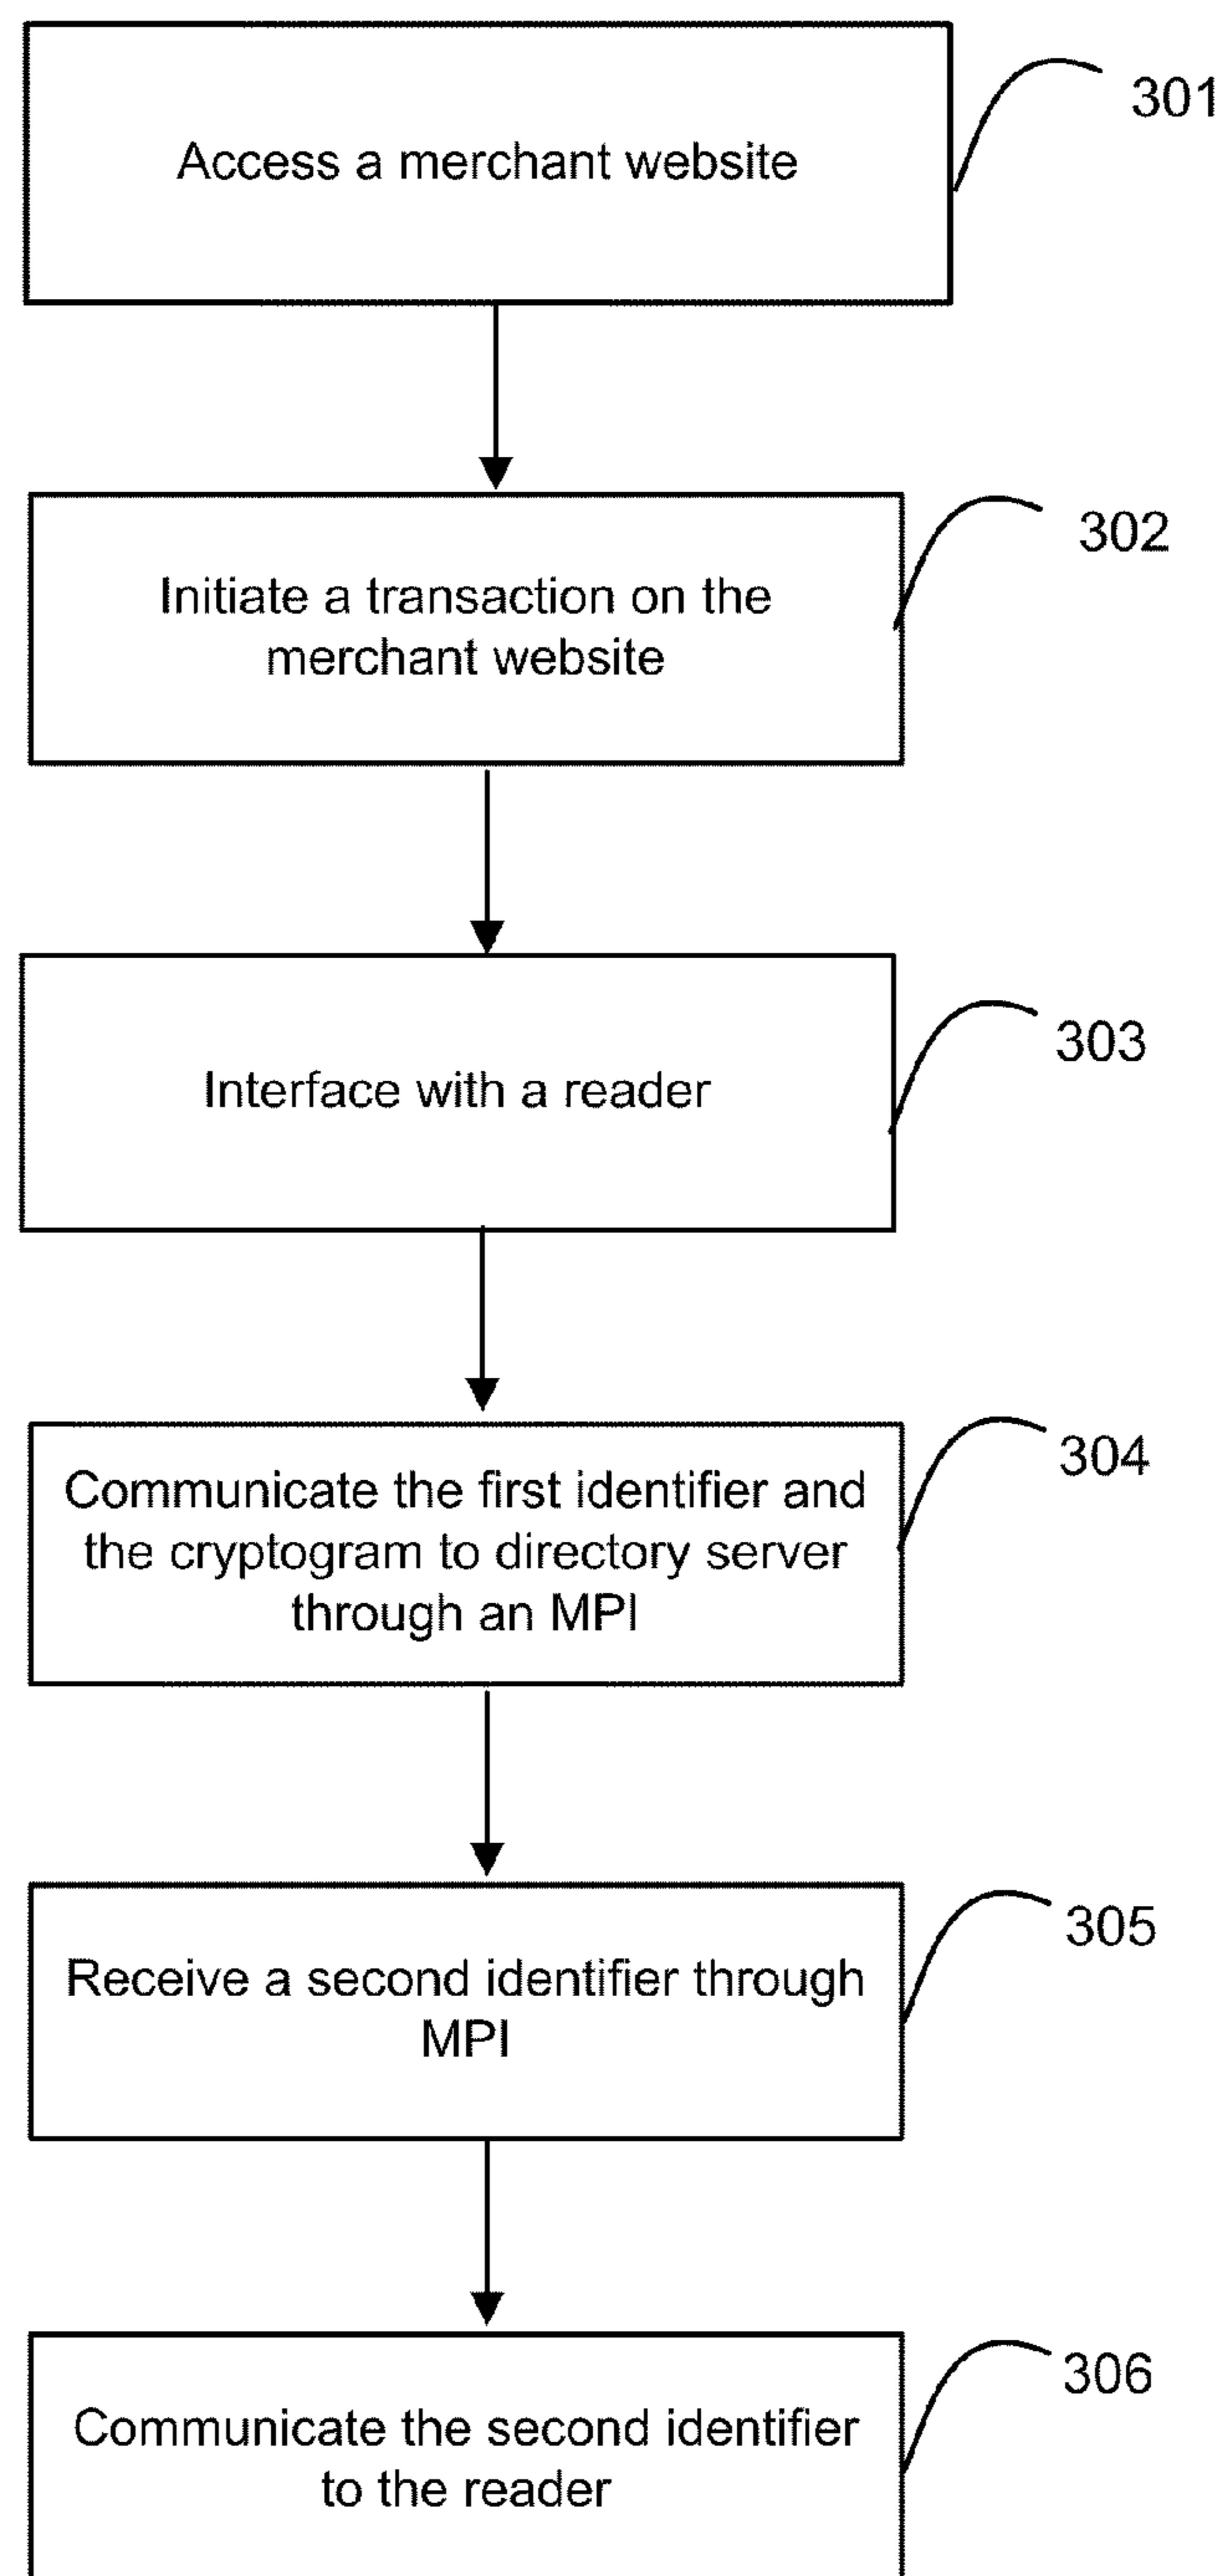 Access a merchant website
301
Initiate a transaction on the
merchant website
302
Interface with a reader
303
Communicate the first identifier and
the cryptogram to directory server
through an MPI
304
Receive a second identifier through
MPI
305
Communicate the second identifier
to the reader
306